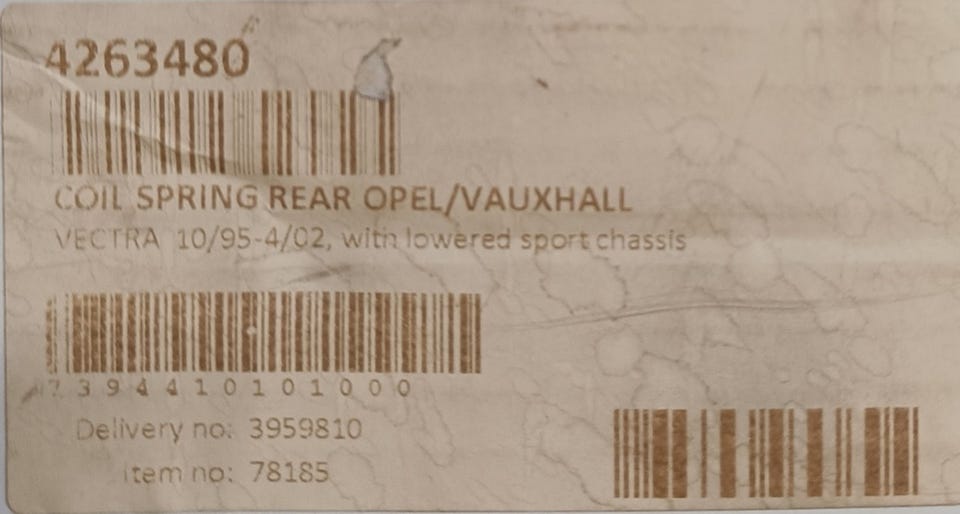 4263480
COIL SPRING REAR OPEL/VAUXHALL
VECTRA 10/95-4/02, with lowered sport chassis
7394410101000
Delivery no: 3959810
Item no: 78185